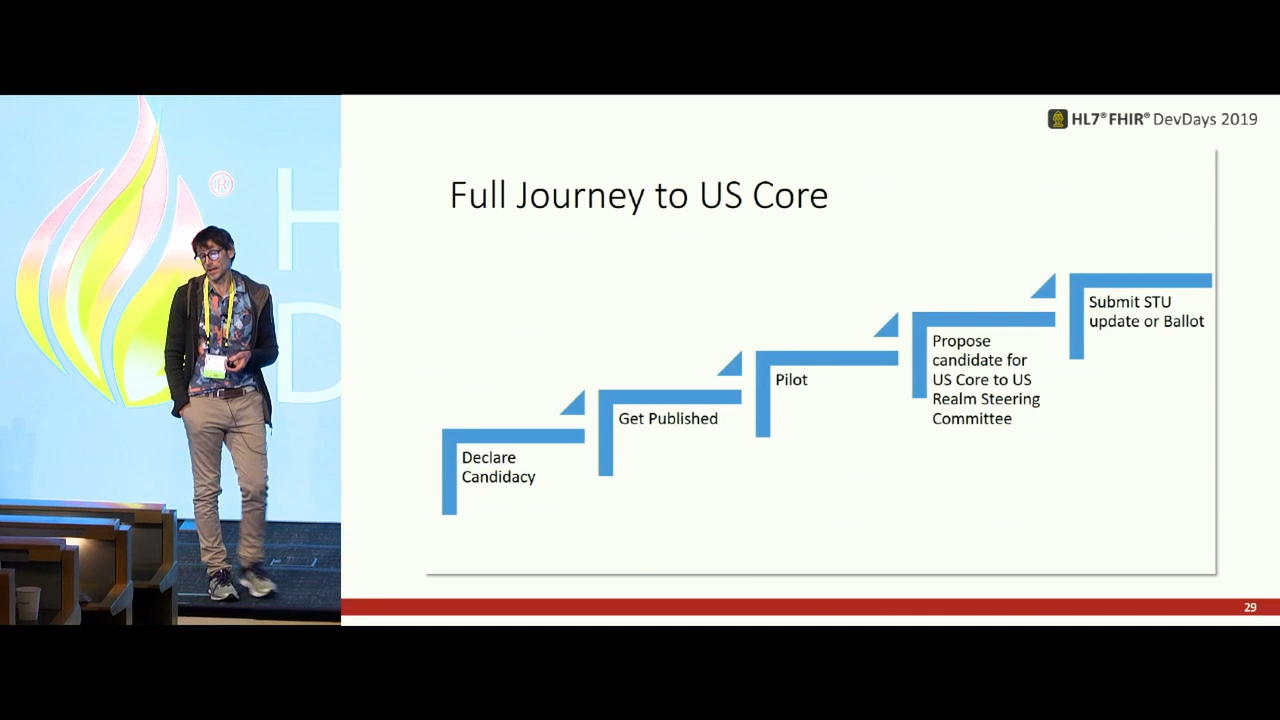 HL7® FHIR® DevDays 2019
Full Journey to US Core
Declare
Candidacy
Get Published
Pilot
Propose
candidate for
US Core to US
Realm Steering
Committee
Submit STU
update or Ballot
29
®
H
D